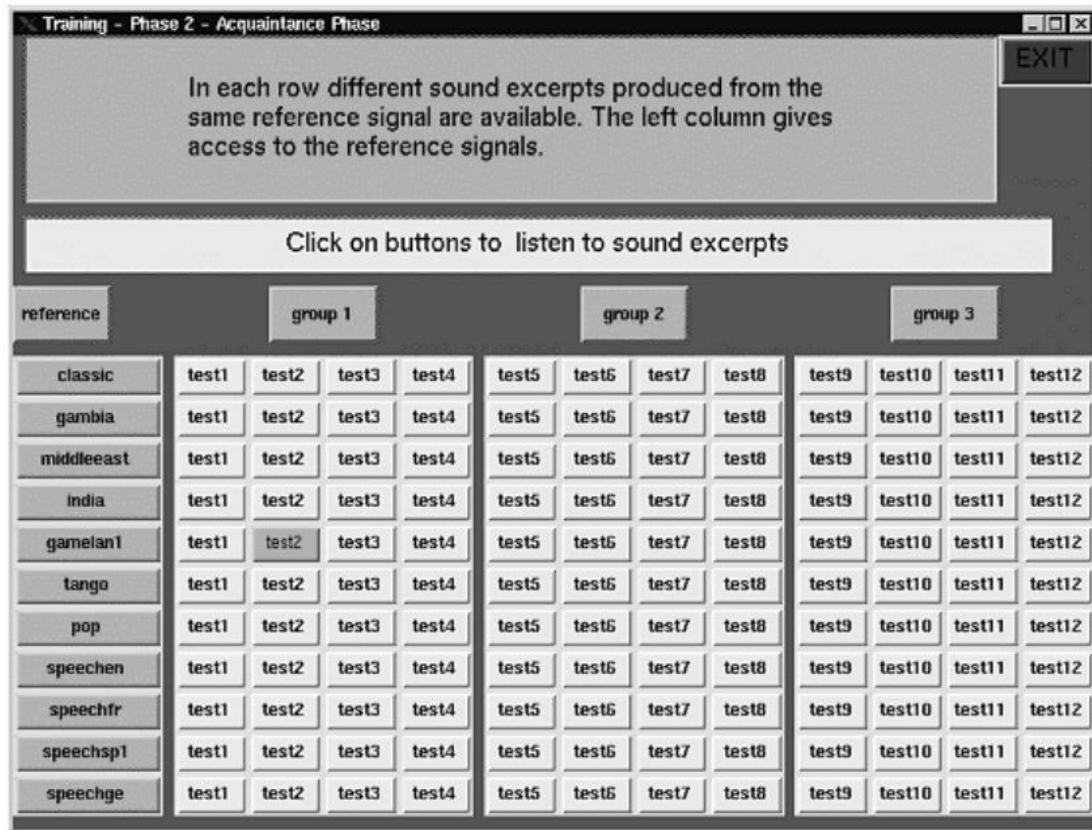 Training - Phase 2 - Acquaintance Phase
EXIT
In each row different sound excerpts produced from the
same reference signal are available. The left column gives
access to the reference signals.
Click on buttons to listen to sound excerpts
reference group 1 group 2 group 3
classic test1 test2 test3 test4 test5 test6 test7 test8 test9 test10 test11 test12
gambia test1 test2 test3 test4 test5 test6 test7 test8 test9 test10 test11 test12
middleeast test1 test2 test3 test4 test5 test6 test7 test8 test9 test10 test11 test12
india test1 test2 test3 test4 test5 test6 test7 test8 test9 test10 test11 test12
gamelan1 test1 test2 test3 test4 test5 test6 test7 test8 test9 test10 test11 test12
tango test1 test2 test3 test4 test5 test6 test7 test8 test9 test10 test11 test12
pop test1 test2 test3 test4 test5 test6 test7 test8 test9 test10 test11 test12
speechen test1 test2 test3 test4 test5 test6 test7 test8 test9 test10 test11 test12
speechfr test1 test2 test3 test4 test5 test6 test7 test8 test9 test10 test11 test12
speechsp1 test1 test2 test3 test4 test5 test6 test7 test8 test9 test10 test11 test12
speechge test1 test2 test3 test4 test5 test6 test7 test8 test9 test10 test11 test12